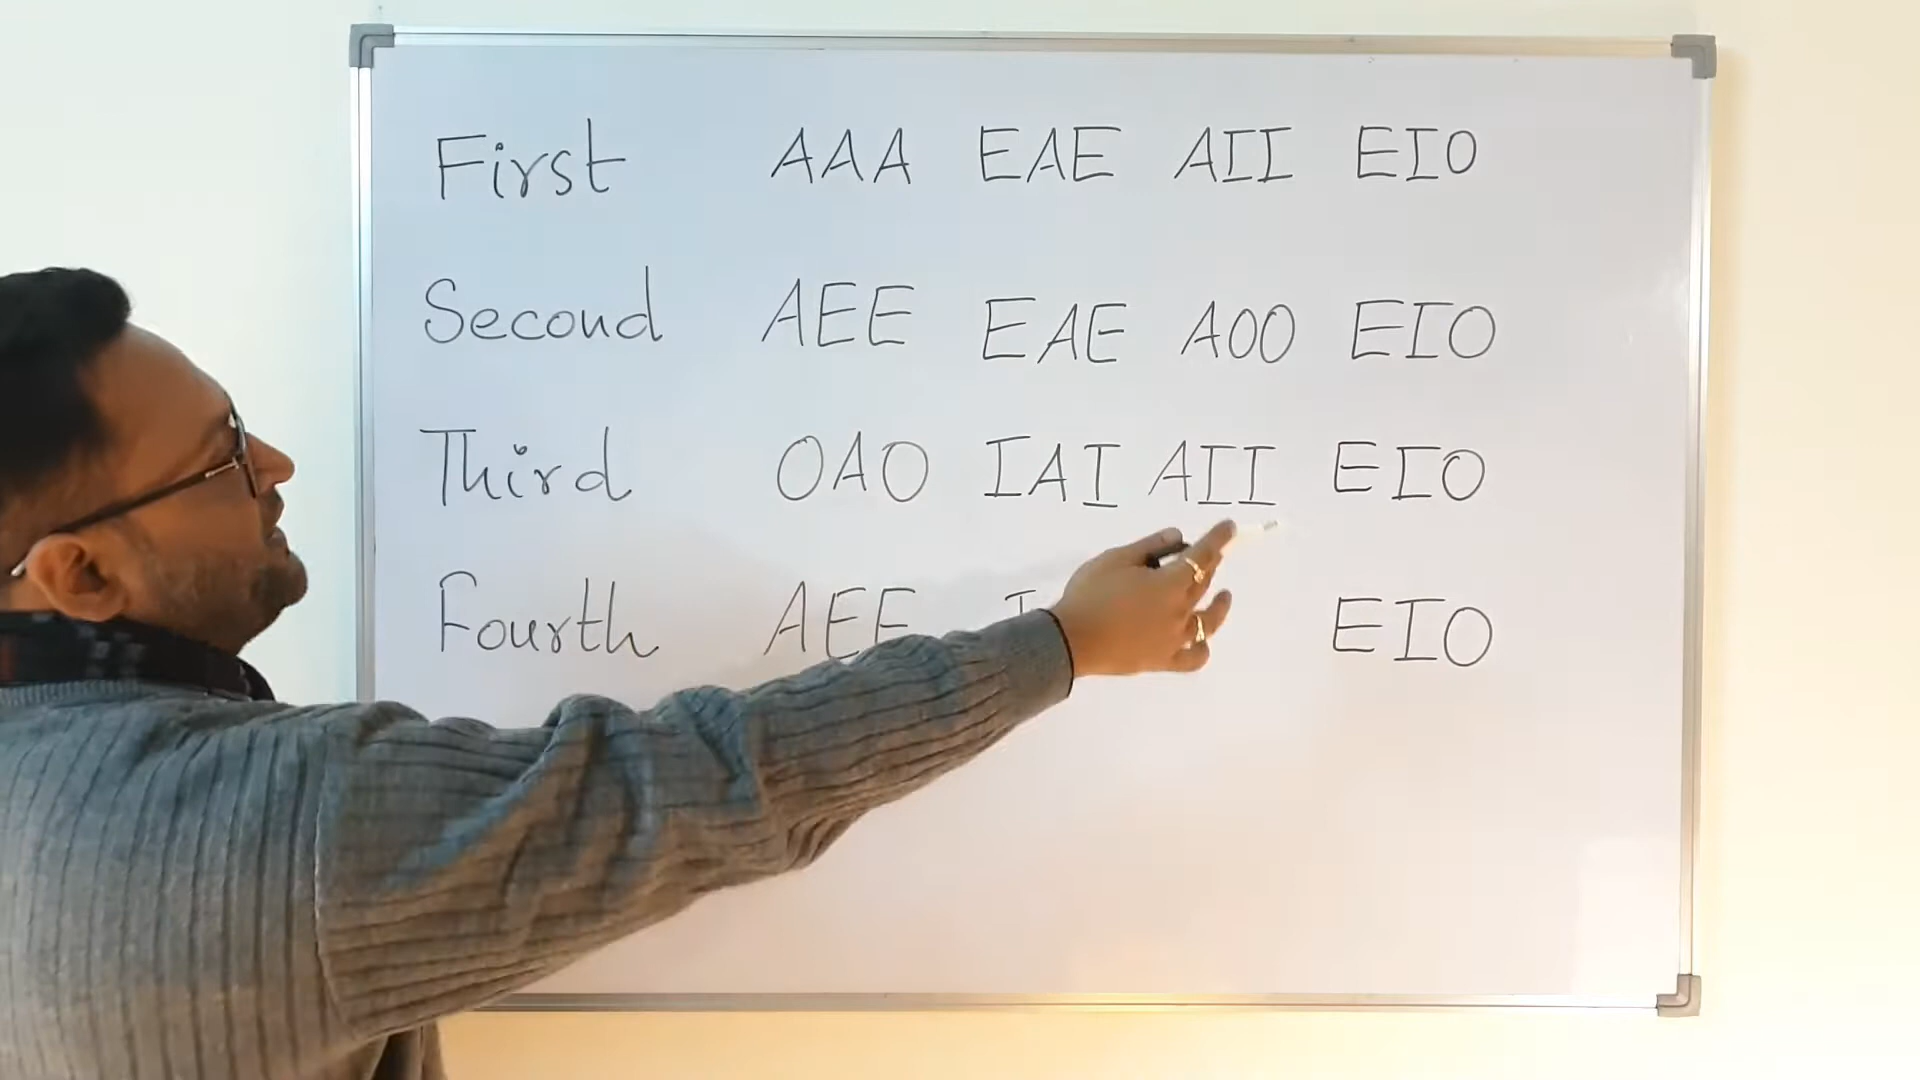 First AAA EAE AII EIO
Second AEE EAE AOO EIO
Third OAO IAI AII EIO
Fourth AEE EIO